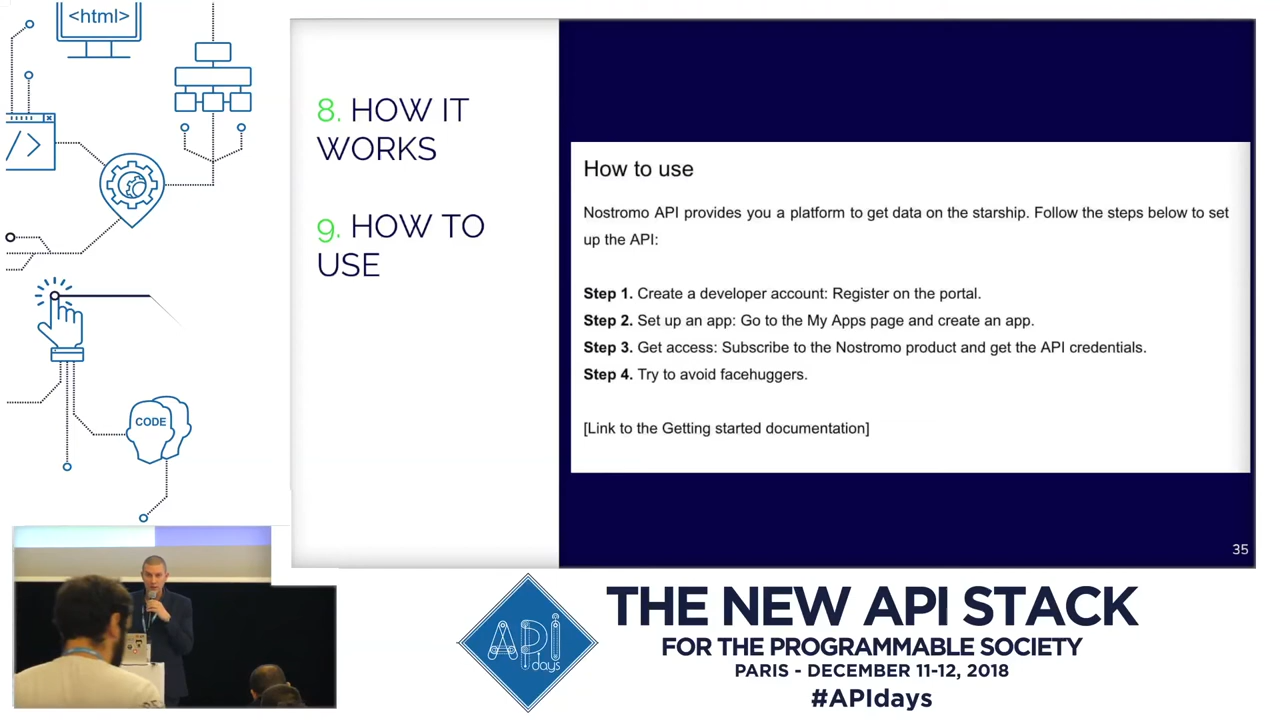 <html>
</>
CODE
8. HOW IT
WORKS
9. HOW TO
USE
How to use
Nostromo API provides you a platform to get data on the starship. Follow the steps below to set
up the API:
Step 1. Create a developer account: Register on the portal.
Step 2. Set up an app: Go to the My Apps page and create an app.
Step 3. Get access: Subscribe to the Nostromo product and get the API credentials.
Step 4. Try to avoid facehuggers.
[Link to the Getting started documentation]
35
API
days
THE NEW API STACK
FOR THE PROGRAMMABLE SOCIETY
PARIS - DECEMBER 11-12, 2018
#APIdays